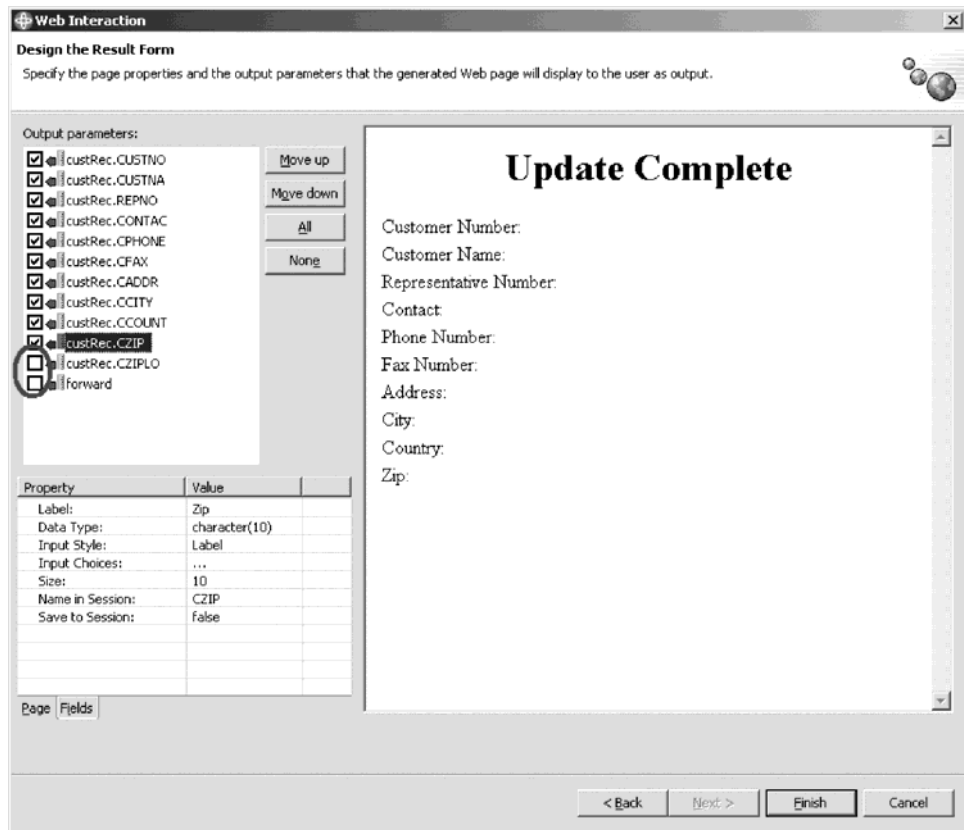 Web Interaction
Design the Result Form
Specify the page properties and the output parameters that the generated Web page will display to the user as output.
Output parameters:
custRec.CUSTNO
custRec.CUSTNA
custRec.REPNO
custRec.CONTAC
custRec.CPHONE
custRec.CFAX
custRec.CADDR
custRec.CCITY
custRec.CCOUNT
custRec.CZIP
custRec.CZIPLO
forward
Move up
Move down
All
None
Property Value
Label: Zip
Data Type: character(10)
Input Style: Label
Input Choices: ...
Size: 10
Name in Session: CZIP
Save to Session: false
Page Fields
Update Complete
Customer Number:
Customer Name:
Representative Number:
Contact:
Phone Number:
Fax Number:
Address:
City:
Country:
Zip:
< Back Next > Finish Cancel